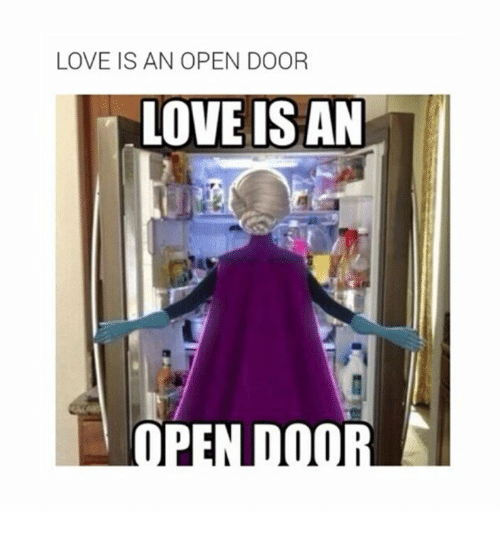 LOVE IS AN OPEN DOOR
LOVE IS AN
OPEN DOOR